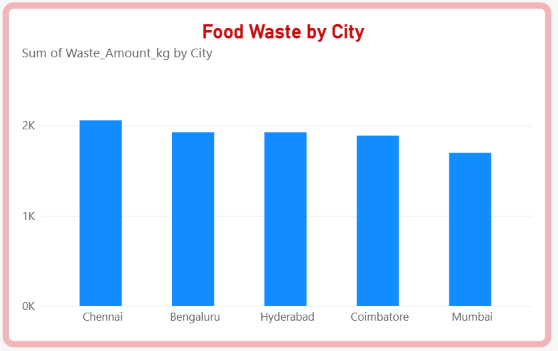 Food Waste by City
Sum of Waste_Amount_kg by City
2K
1K
0K
Chennai Bengaluru Hyderabad Coimbatore Mumbai